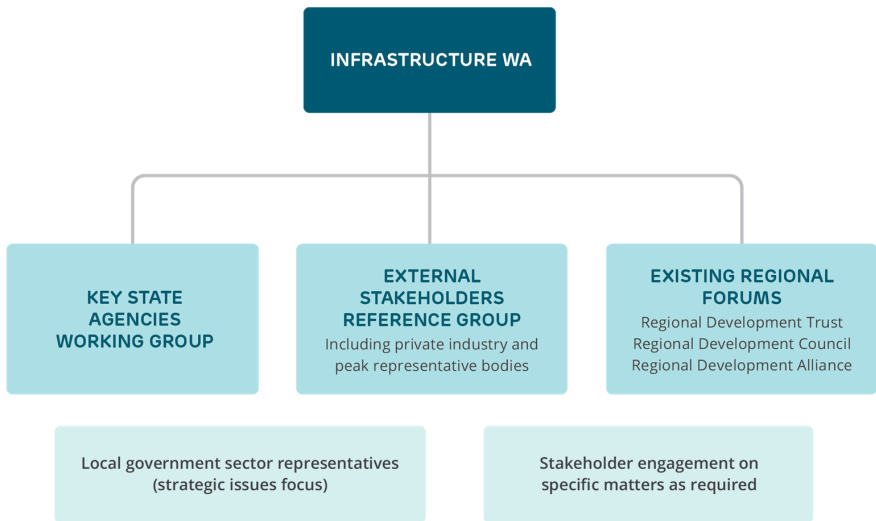 INFRASTRUCTURE WA
KEY STATE
AGENCIES
WORKING GROUP
EXTERNAL
STAKEHOLDERS
REFERENCE GROUP
Including private industry and
peak representative bodies
EXISTING REGIONAL
FORUMS
Regional Development Trust
Regional Development Council
Regional Development Alliance
Local government sector representatives
(strategic issues focus)
Stakeholder engagement on
specific matters as required